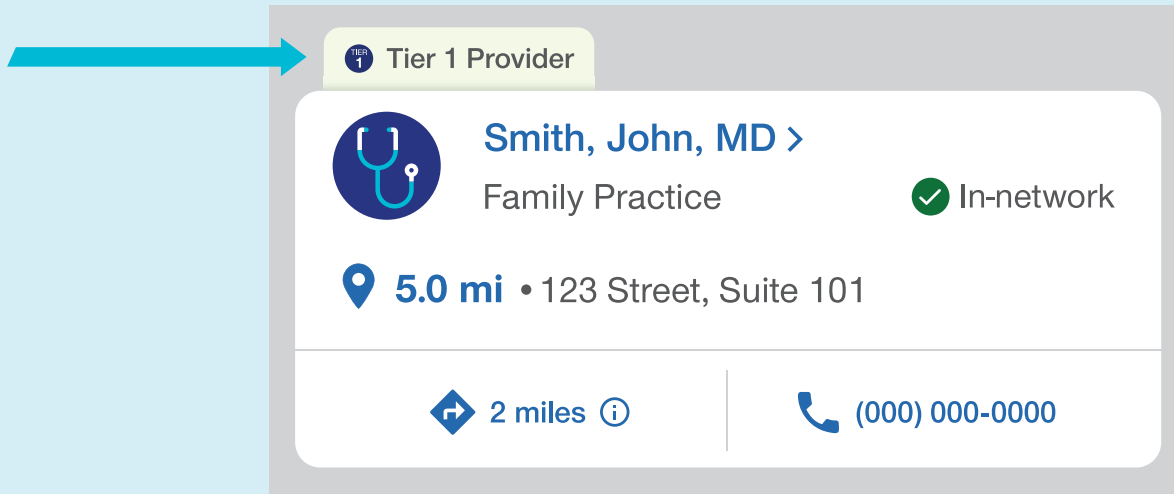 TIER
1
Tier 1 Provider
Smith, John, MD >
Family Practice
In-network
5.0 mi • 123 Street, Suite 101
2 miles
(000) 000-0000